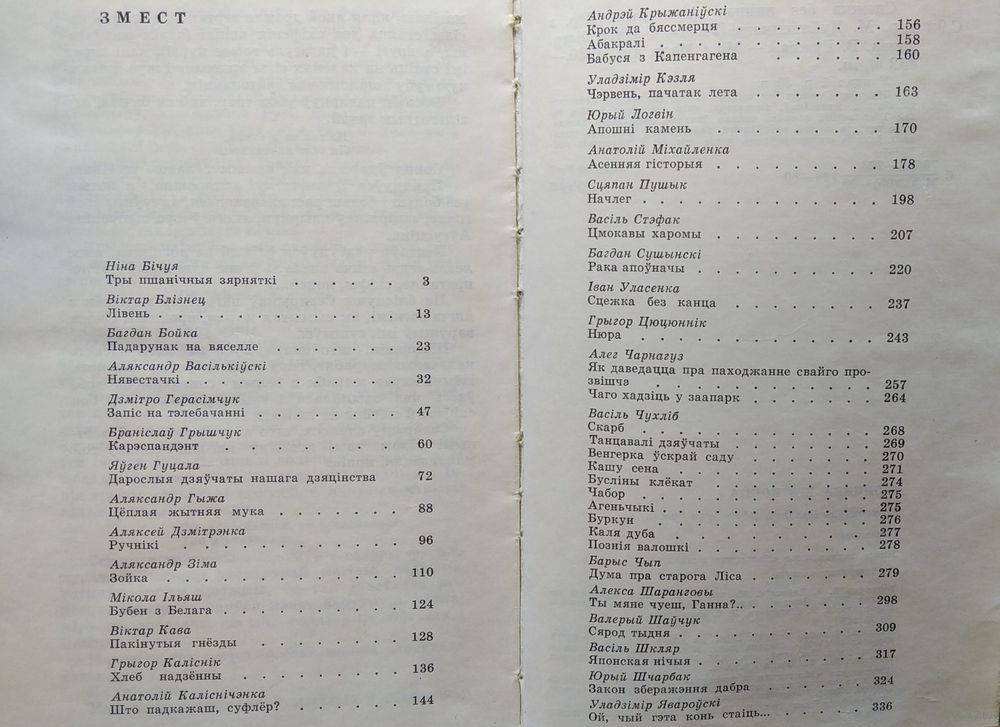 ЗМЕСТ
Ніна Бічуя
Тры пшанічныя зярняткі . . . . . . 3
Віктар Блізнец
Лівень . . . . . . . . . . . . . 13
Багдан Бойка
Падарунак на вяселле . . . . . . . 23
Аляксандр Васількіўскі
Нявестачкі . . . . . . . . . . . 32
Дзмітро Герасімчук
Запіс на тэлебачанні . . . . . . . 47
Браніслаў Грышчук
Карэспандэнт . . . . . . . . 60
Яўген Гуцала
Дарослыя дзяўчаты нашага дзяцінства 72
Аляксандр Гыжа
Цёплая жытняя мука . . . . . . . 88
Аляксей Дзмітрэнка
Ручнікі . . . . . . . . . . 96
Аляксандр Зіма
Зойка . . . . . . . . . . . . 110
Мікола Ільяш
Бубен з Белага . . . . . . . . . 124
Віктар Кава
Пакінутыя гнёзды . . . . . . . 128
Грыгор Каліснік
Хлеб надзённы . . . . . . . . 136
Анатолій Каліснічэнка
Што падкажаш, суфлёр? . . . . . . 144
Андрэй Крыжаніўскі
Крок да бяссмерця . . . . . . . . 156
Абакралі . . . . . . . . . . . 158
Бабуся з Капенгагена . . . . . . 160
Уладзімір Кэзля
Чэрвень, пачатак лета . . . . . . . 163
Юрый Логвін
Апошні камень . . . . . . . . 170
Анатолій Міхайленка
Асенняя гісторыя . . . . . . . . . 178
Сцяпан Пушык
Начлег . . . . . . . . . . . . 198
Васіль Стэфак
Цмокавы харомы . . . . . . . . . 207
Багдан Сушынскі
Рака апоўначы . . . . . . . . . . 220
Іван Уласенка
Сцежка без канца . . . . . . . . 237
Грыгор Цюцюннік
Нюра . . . . . . . . . . . . 243
Алег Чарнагуз
Як даведацца пра паходжанне свайго про-
звішчэ . . . . . . . . . . . . 257
Чаго хадзіць у заапарк . . . . . . . 264
Васіль Чухліб
Скарб . . . . . . . . . . . . 268
Танцавалі дзяўчаты . . . . . . . . 269
Венгерка ўскрай саду . . . . . . . . 270
Кашу сена . . . . . . . . . . . 271
Бусліны клёкат . . . . . . . . . 274
Чабор . . . . . . . . . . . . 275
Агеньчыкі . . . . . . . . . . . 275
Буркун . . . . . . . . . . . 276
Каля дуба . . . . . . . . . . . 277
Познія валошкі . . . . . . . . . 278
Барыс Чып
Дума пра старога Ліса . . . . . . . 279
Алекса Шаранговы
Ты мяне чуеш, Ганна?.. . . . . . . . 298
Валерый Шаўчук
Сярод тыдня . . . . . . . . . . 309
Васіль Шкляр
Японская нічыя . . . . . . . . . 317
Юрый Шчарбак
Закон зберажэння дабра . . . . . . 324
Уладзімір Явароўскі
Ой, чый гэта конь стаіць... . . . . . . 336